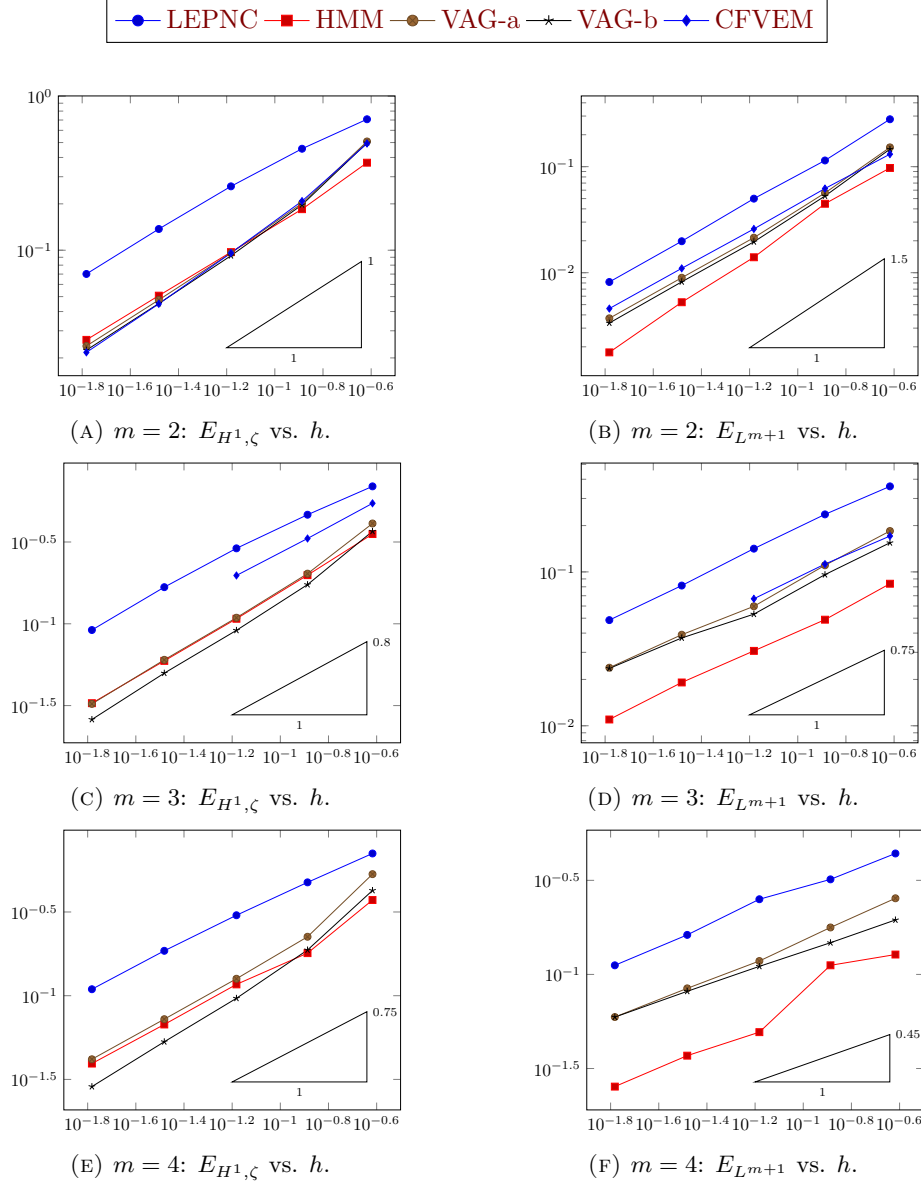 LEPNC HMM VAG-a VAG-b CFVEM
10^0
10^{-1}
1
1
10^{-1.8} 10^{-1.6} 10^{-1.4} 10^{-1.2} 10^{-1} 10^{-0.8} 10^{-0.6}
(A) m = 2: E_{H^1,ζ} vs. h.
10^{-1}
10^{-2}
1.5
1
10^{-1.8} 10^{-1.6} 10^{-1.4} 10^{-1.2} 10^{-1} 10^{-0.8} 10^{-0.6}
(B) m = 2: E_{L^{m+1}} vs. h.
10^{-0.5}
10^{-1}
10^{-1.5}
0.8
1
10^{-1.8} 10^{-1.6} 10^{-1.4} 10^{-1.2} 10^{-1} 10^{-0.8} 10^{-0.6}
(C) m = 3: E_{H^1,ζ} vs. h.
10^{-1}
10^{-2}
0.75
1
10^{-1.8} 10^{-1.6} 10^{-1.4} 10^{-1.2} 10^{-1} 10^{-0.8} 10^{-0.6}
(D) m = 3: E_{L^{m+1}} vs. h.
10^{-0.5}
10^{-1}
10^{-1.5}
0.75
1
10^{-1.8} 10^{-1.6} 10^{-1.4} 10^{-1.2} 10^{-1} 10^{-0.8} 10^{-0.6}
(E) m = 4: E_{H^1,ζ} vs. h.
10^{-0.5}
10^{-1}
10^{-1.5}
0.45
1
10^{-1.8} 10^{-1.6} 10^{-1.4} 10^{-1.2} 10^{-1} 10^{-0.8} 10^{-0.6}
(F) m = 4: E_{L^{m+1}} vs. h.